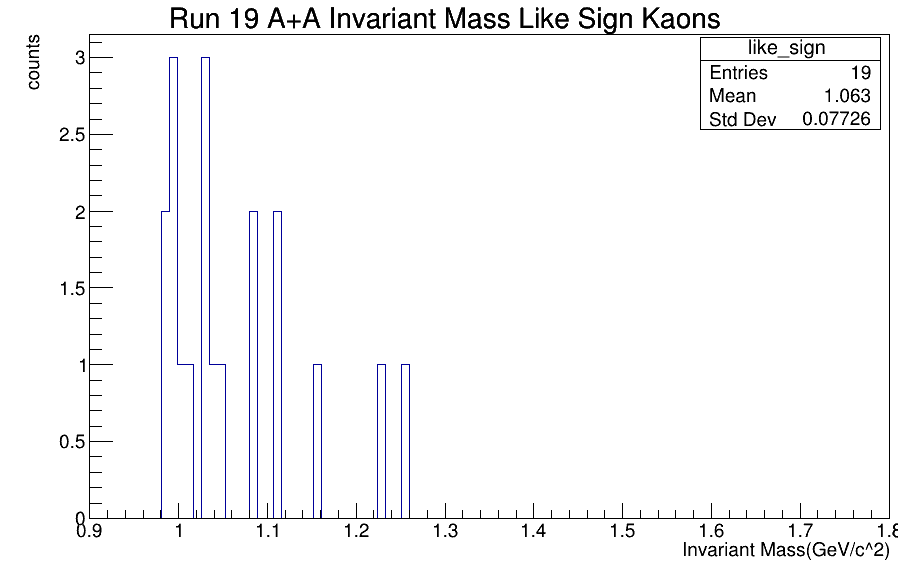 Run 19 A+A Invariant Mass Like Sign Kaons
counts
like_sign
Entries 19
Mean 1.063
Std Dev 0.07726
3
2.5
2
1.5
1
0.5
0
0.9 1 1.1 1.2 1.3 1.4 1.5 1.6 1.7 1.8
Invariant Mass(GeV/c^2)